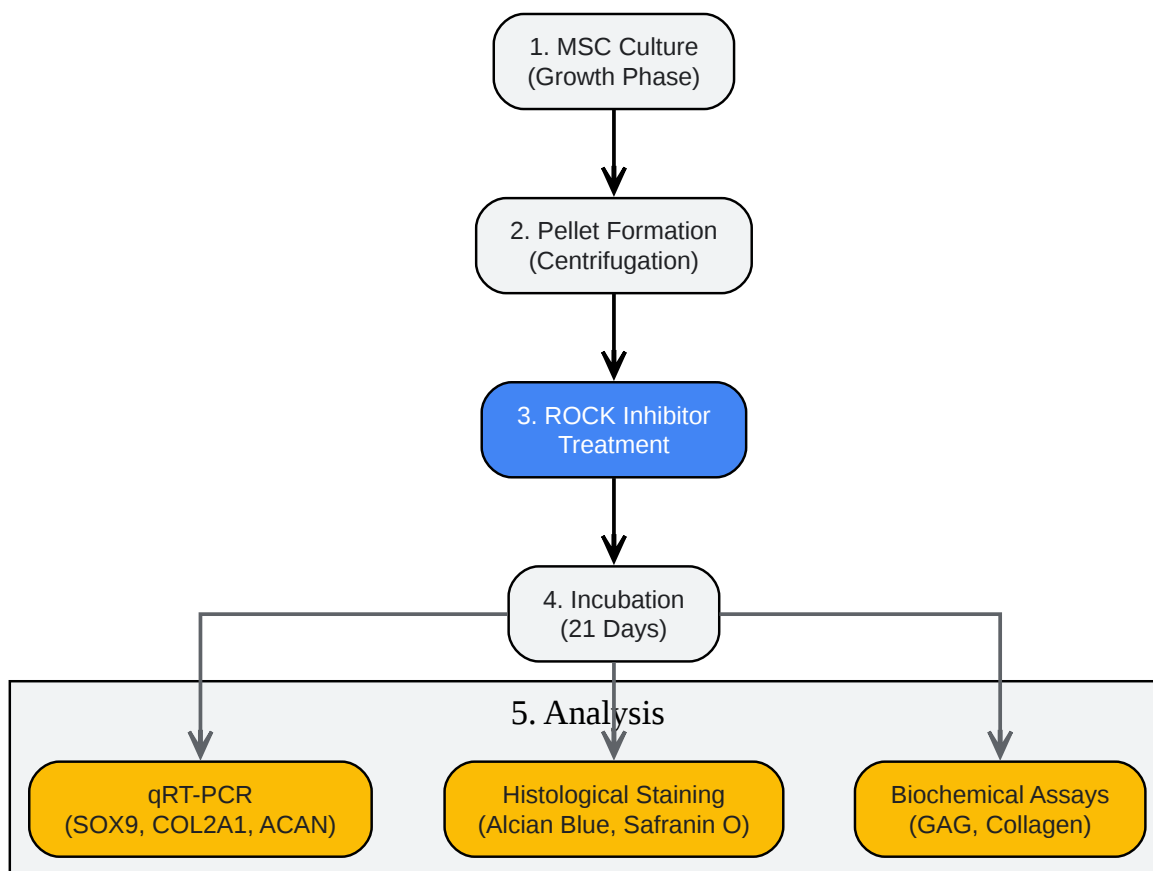 1. MSC Culture
(Growth Phase)
2. Pellet Formation
(Centrifugation)
3. ROCK Inhibitor
Treatment
4. Incubation
(21 Days)
5. Analysis
qRT-PCR
(SOX9, COL2A1, ACAN)
Histological Staining
(Alcian Blue, Safranin O)
Biochemical Assays
(GAG, Collagen)